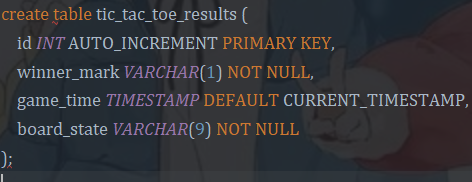 create table tic_tac_toe_results (
id INT AUTO_INCREMENT PRIMARY KEY,
winner_mark VARCHAR(1) NOT NULL,
game_time TIMESTAMP DEFAULT CURRENT_TIMESTAMP,
board_state VARCHAR(9) NOT NULL
);